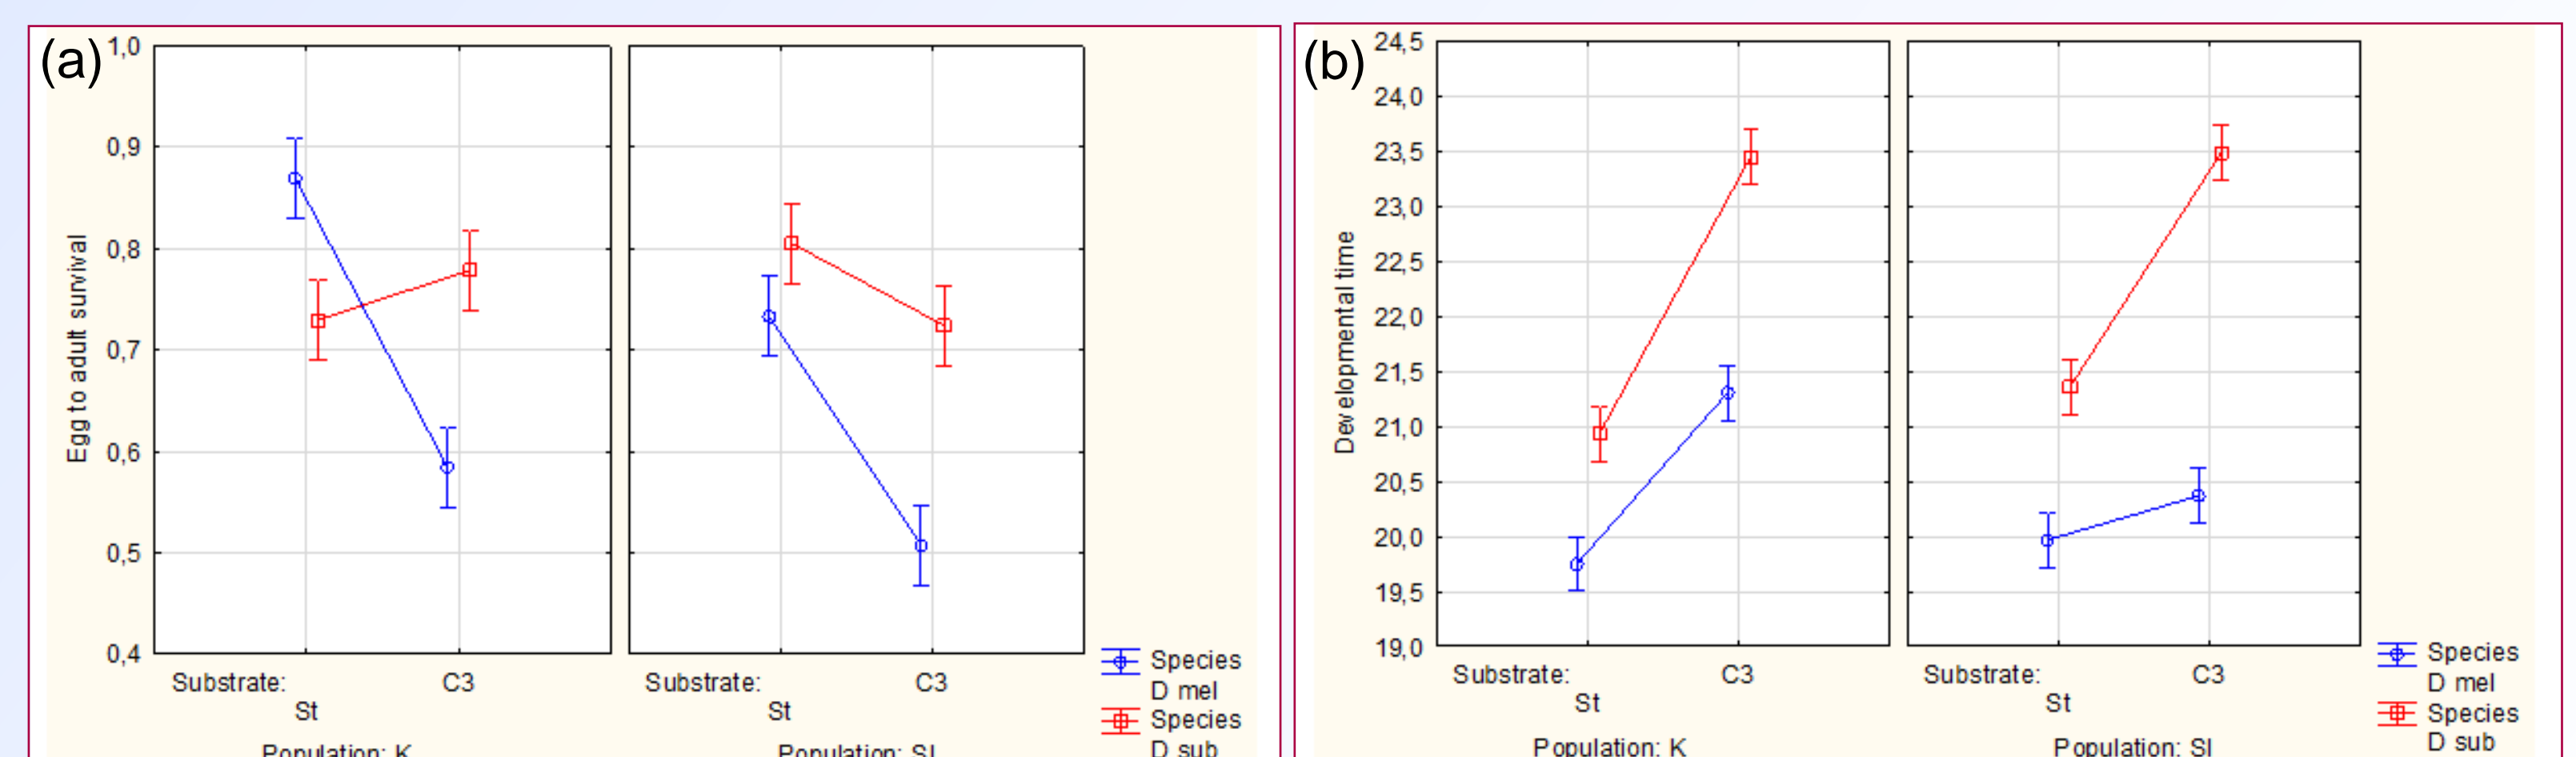 (a)
1,0
0,9
0,8
0,7
0,6
0,5
0,4
Egg to adult survival
Substrate: C3
St
Population: K
Substrate: C3
St
Population: SI
Species
D mel
Species
D sub
(b)
24,5
24,0
23,5
23,0
22,5
22,0
21,5
21,0
20,5
20,0
19,5
19,0
Developmental time
Substrate: C3
St
Population: K
Substrate: C3
St
Population: SI
Species
D mel
Species
D sub